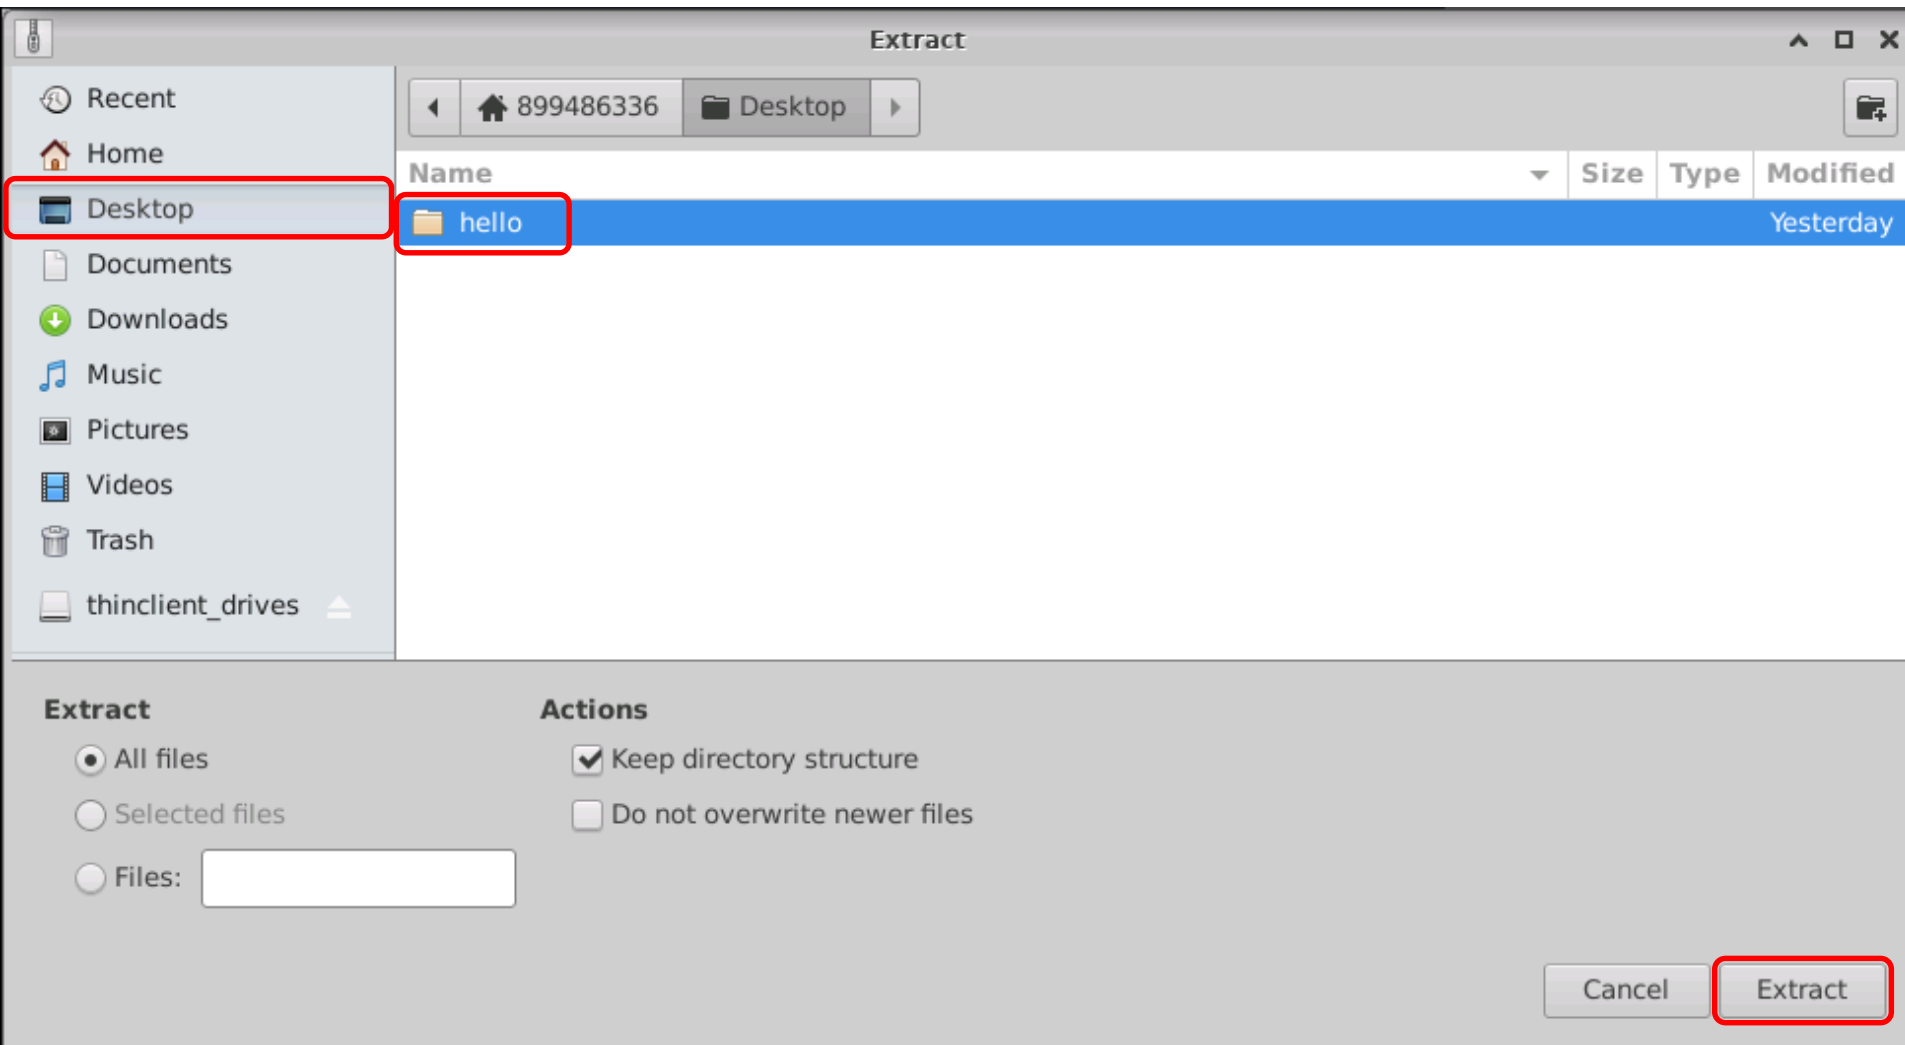 Extract
Recent
Home
Desktop
Documents
Downloads
Music
Pictures
Videos
Trash
thinclient_drives
899486336 Desktop
Name Size Type Modified
hello Yesterday
Extract
All files
Selected files
Files:
Actions
Keep directory structure
Do not overwrite newer files
Cancel Extract